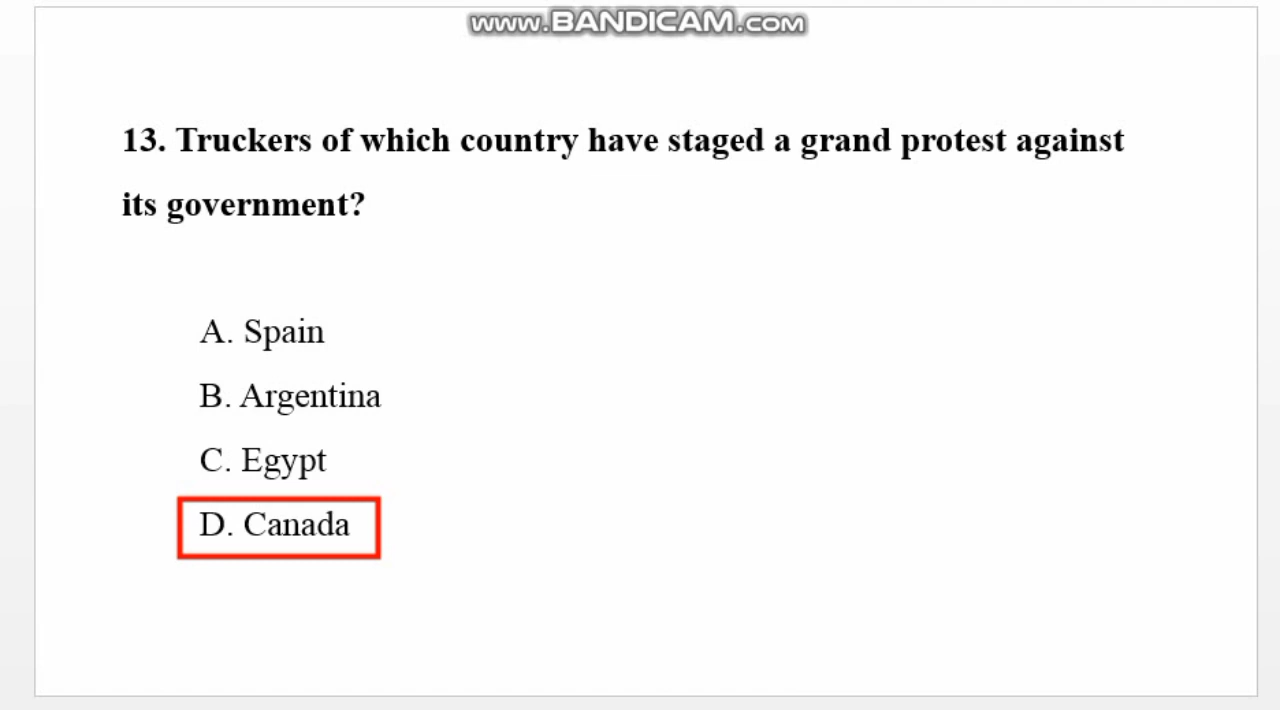 www.BANDICAM.com
13. Truckers of which country have staged a grand protest against
its government?
A. Spain
B. Argentina
C. Egypt
D. Canada